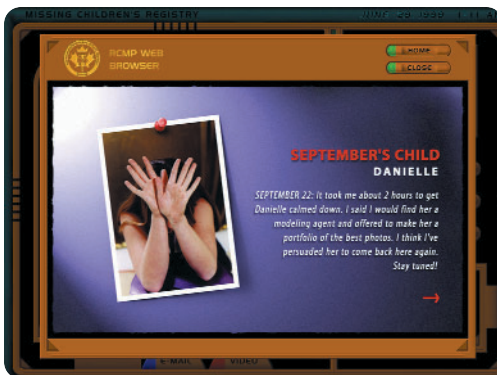 MISSING CHILDREN'S REGISTRY
RCMP WEB
BROWSER
HOME
CLOSE
SEPTEMBER'S CHILD
DANIELLE
SEPTEMBER 22: It took me about 2 hours to get
Danielle calmed down. I said I would find her a
modeling agent and offered to make her a
portfolio of the best photos. I think I've
persuaded her to come back here again.
Stay tuned!
E-MAIL
VIDEO